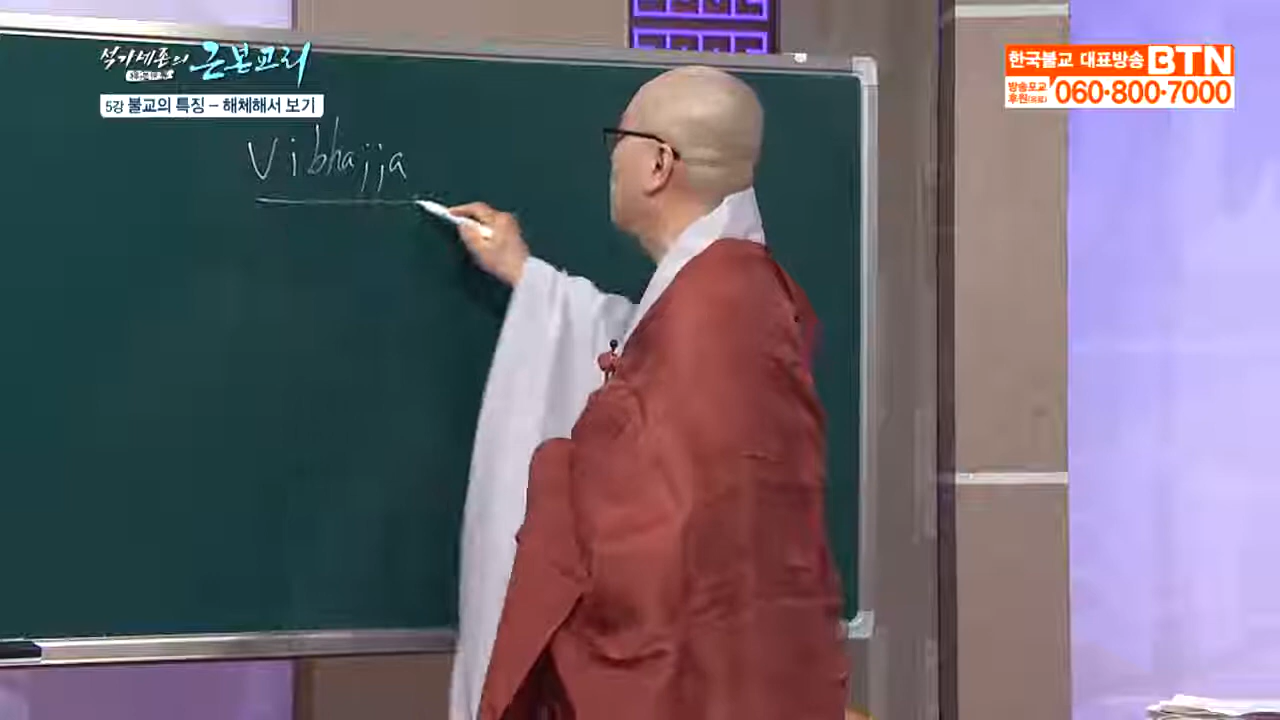 석가세존의 근본교리
5강 불교의 특징 – 해체해서 보기
한국불교 대표방송 BTN
방송포교
후원(유료) 060·800·7000
Vibhajja